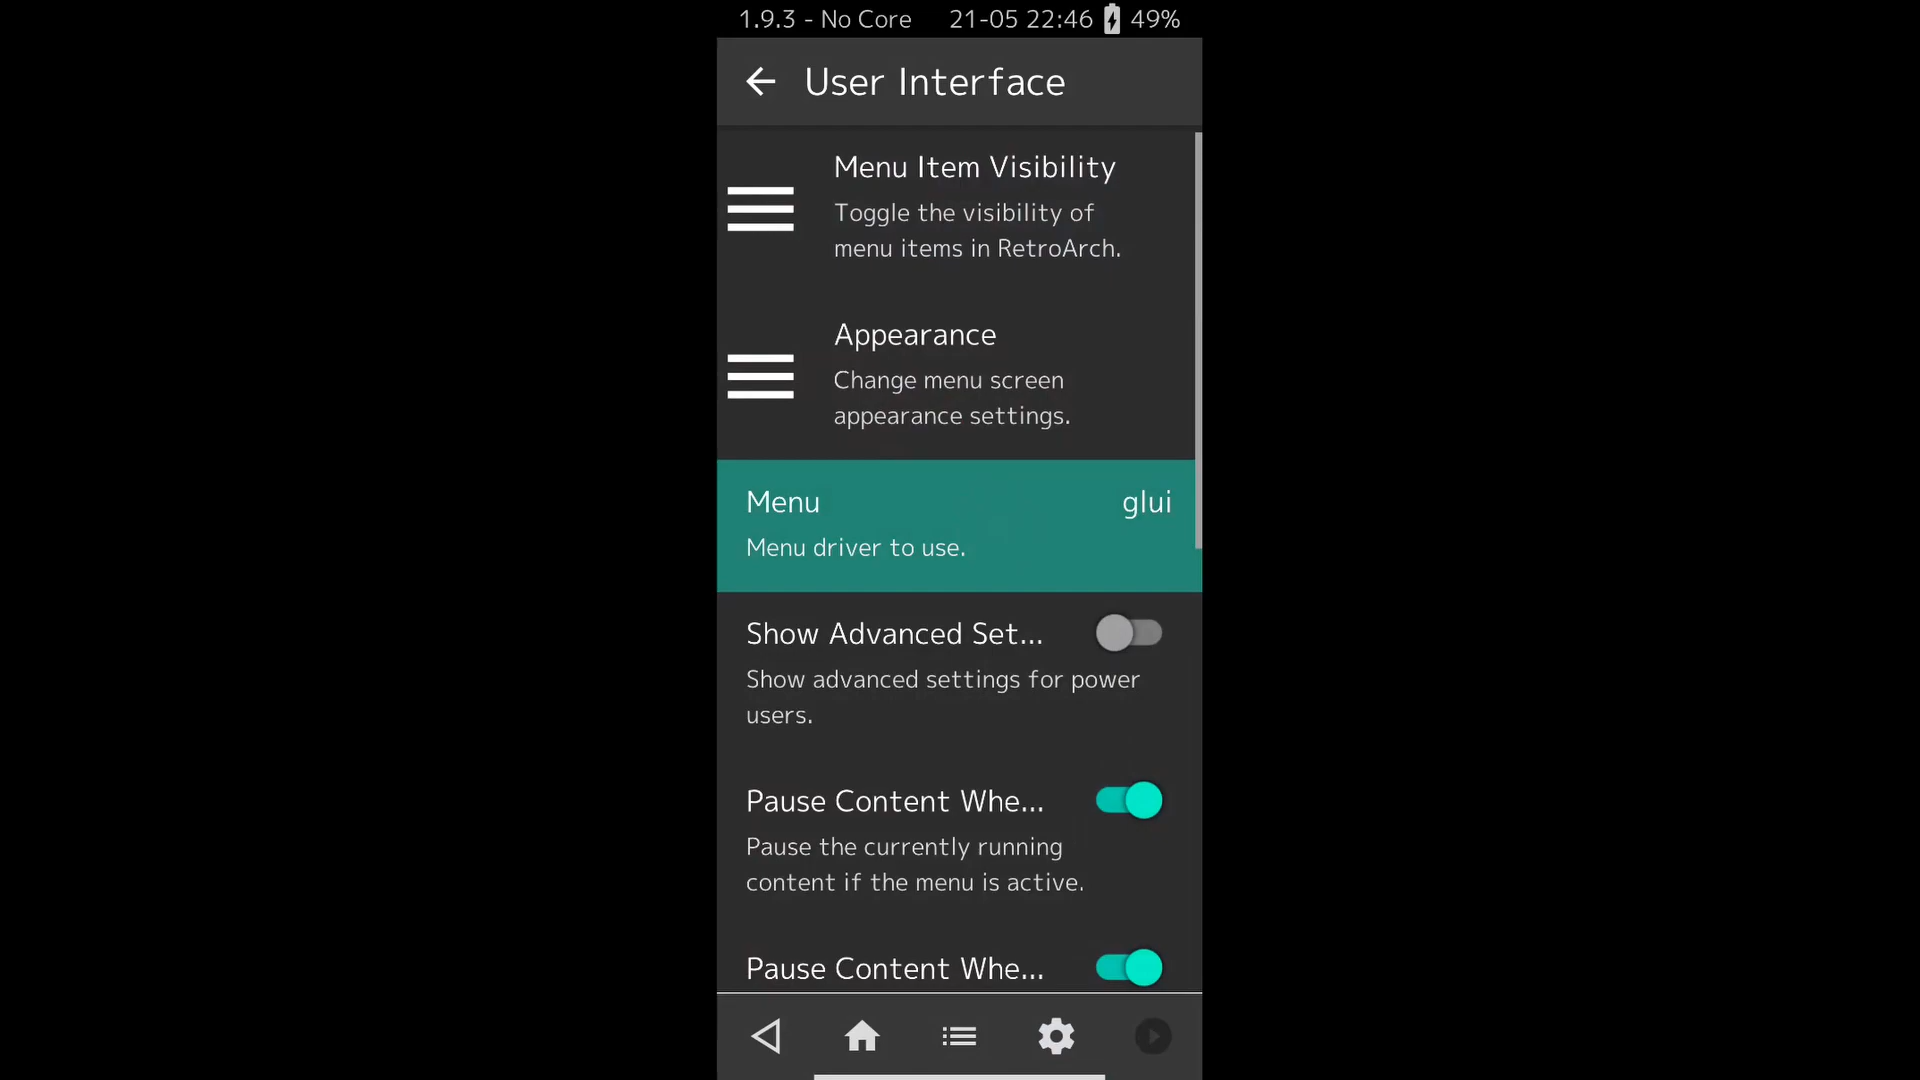 1.9.3 - No Core 21-05 22:46 49%
User Interface
Menu Item Visibility
Toggle the visibility of
menu items in RetroArch.
Appearance
Change menu screen
appearance settings.
Menu glui
Menu driver to use.
Show Advanced Set...
Show advanced settings for power
users.
Pause Content Whe...
Pause the currently running
content if the menu is active.
Pause Content Whe...